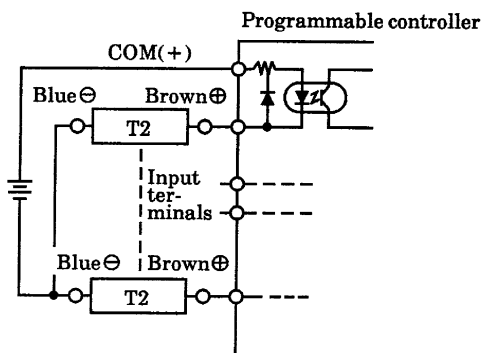 Programmable controller
COM(+)
Blue⊖ Brown⊕
T2
Input
ter-
minals
Blue⊖ Brown⊕
T2